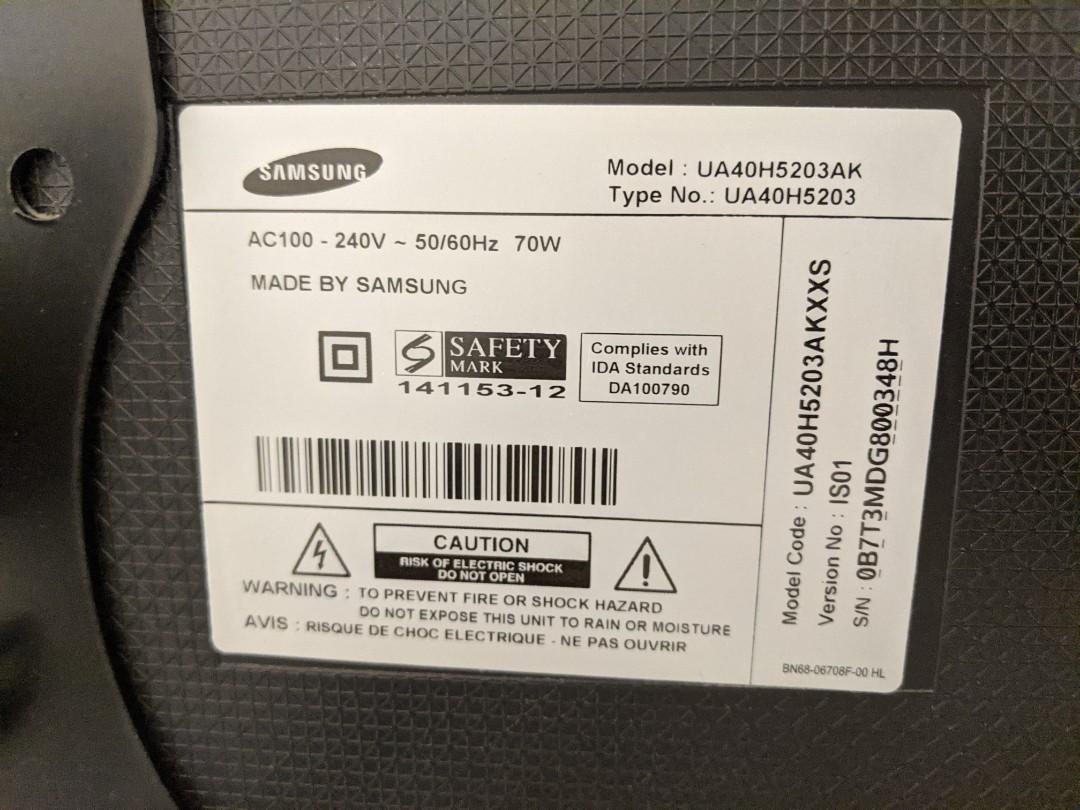 SAMSUNG
Model : UA40H5203AK
Type No.: UA40H5203
AC100 - 240V ~ 50/60Hz 70W
MADE BY SAMSUNG
SAFETY
MARK
141153-12
Complies with
IDA Standards
DA100790
CAUTION
RISK OF ELECTRIC SHOCK
DO NOT OPEN
WARNING : TO PREVENT FIRE OR SHOCK HAZARD
DO NOT EXPOSE THIS UNIT TO RAIN OR MOISTURE
AVIS : RISQUE DE CHOC ELECTRIQUE - NE PAS OUVRIR
Model Code : UA40H5203AKXXS
Version No : IS01
S/N : 0B7T3MDG800348H
BN68-06708F-00 HL